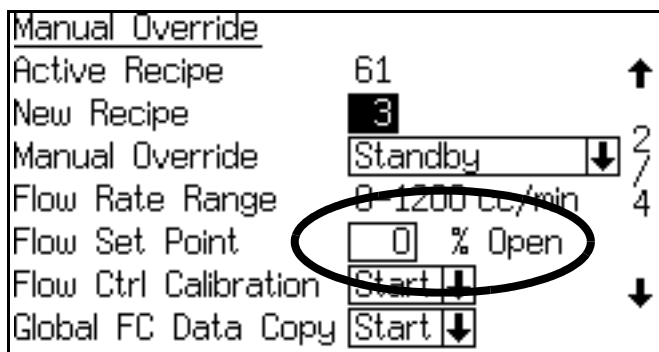 Manual Override
Active Recipe 61
New Recipe 3
Manual Override Standby
Flow Rate Range 0-1200 cc/min
Flow Set Point 0 % Open
Flow Ctrl Calibration Start
Global FC Data Copy Start
2/4